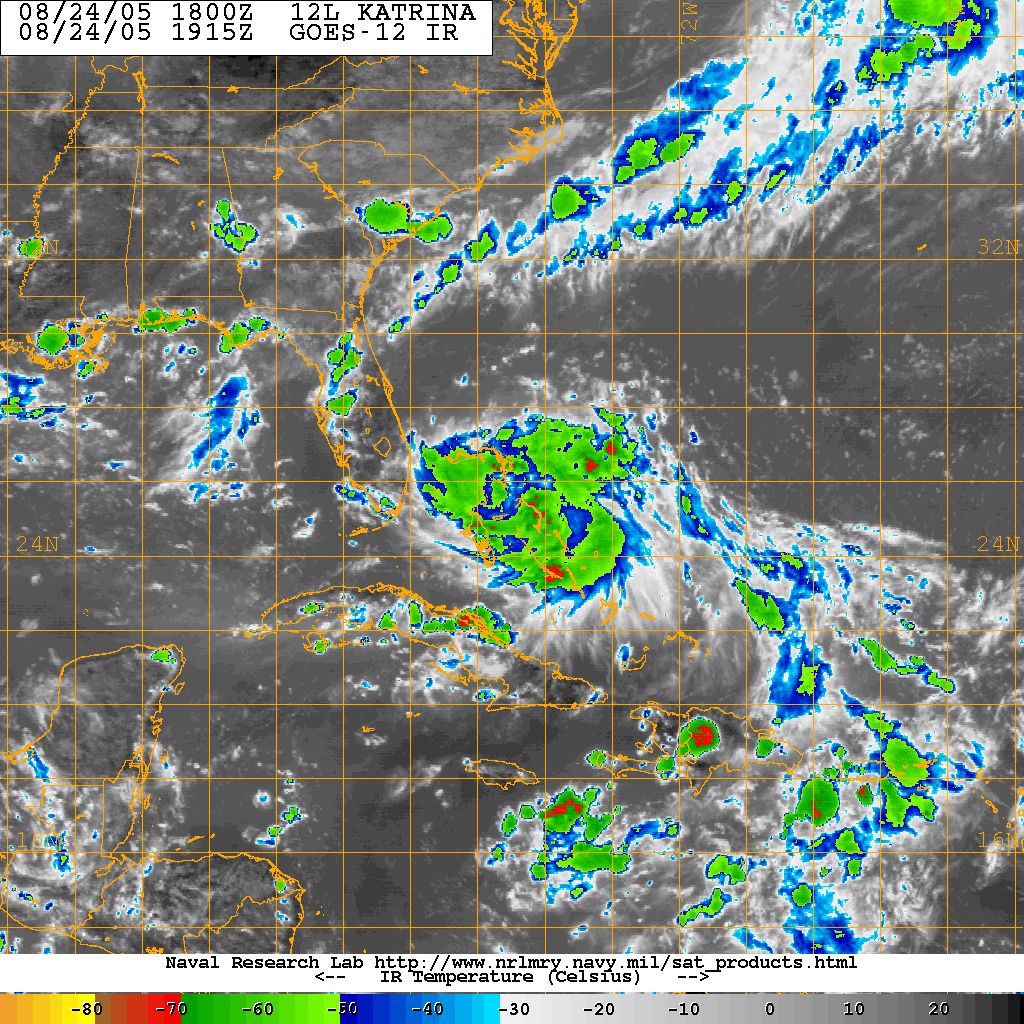 08/24/05 1800Z 12L KATRINA
08/24/05 1915Z GOES-12 IR
72W
32N
24N 24N
16N 16N
Naval Research Lab http://www.nrlmry.navy.mil/sat_products.html
<-- IR Temperature (Celsius) -->
-80 -70 -60 -50 -40 -30 -20 -10 0 10 20